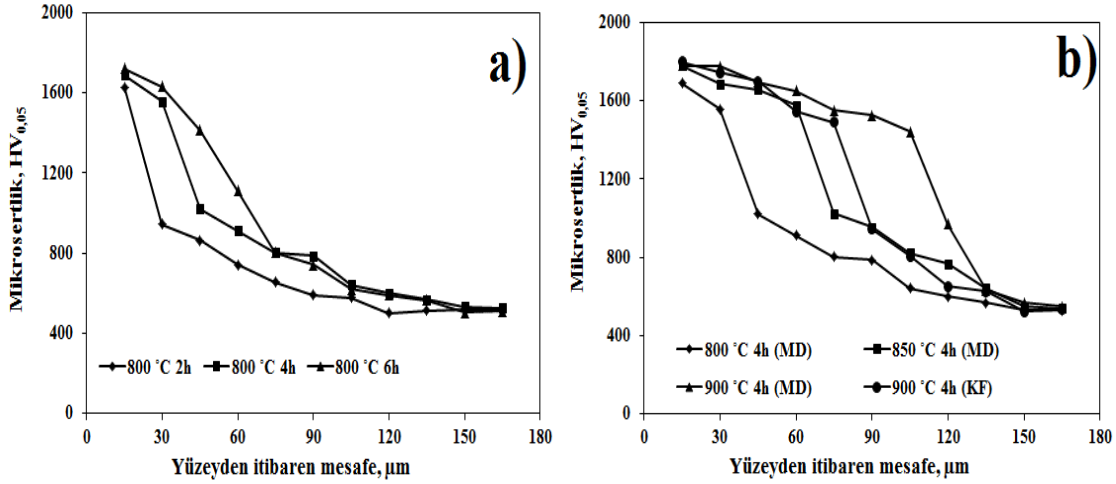 a)
Mikrosertlik, HV0,05
2000
1600
1200
800
400
0
0 30 60 90 120 150 180
Yüzeyden itibaren mesafe, µm
800 ˚C 2h 800 ˚C 4h 800 ˚C 6h
b)
Mikrosertlik, HV0,05
2000
1600
1200
800
400
0
0 30 60 90 120 150 180
Yüzeyden itibaren mesafe, µm
800 ˚C 4h (MD) 850 ˚C 4h (MD)
900 ˚C 4h (MD) 900 ˚C 4h (KF)